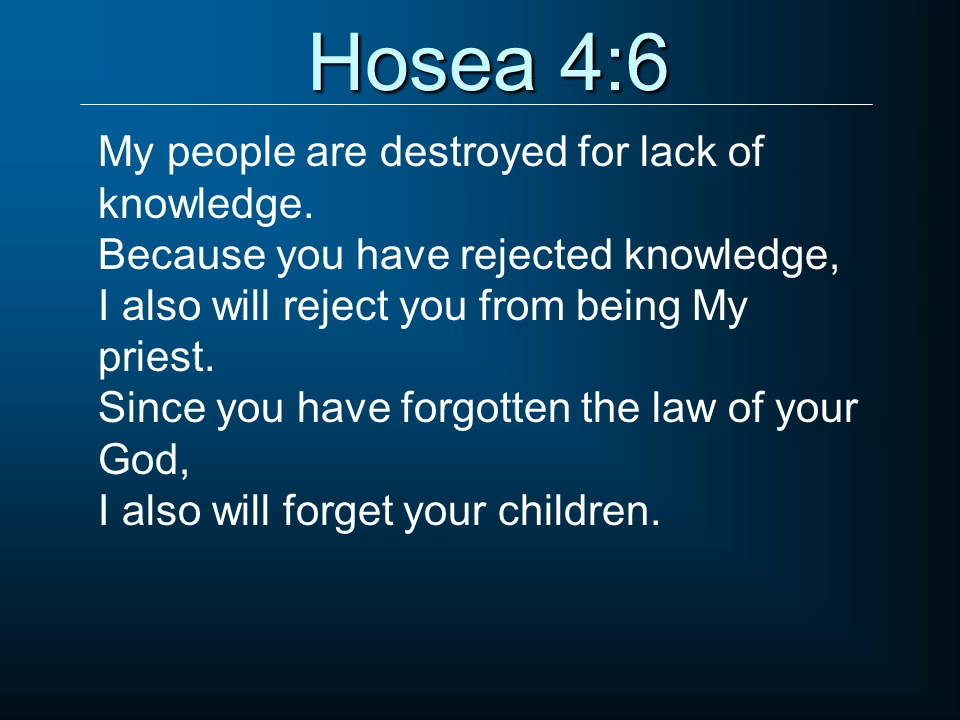 Hosea 4:6
My people are destroyed for lack of
knowledge.
Because you have rejected knowledge,
I also will reject you from being My
priest.
Since you have forgotten the law of your
God,
I also will forget your children.